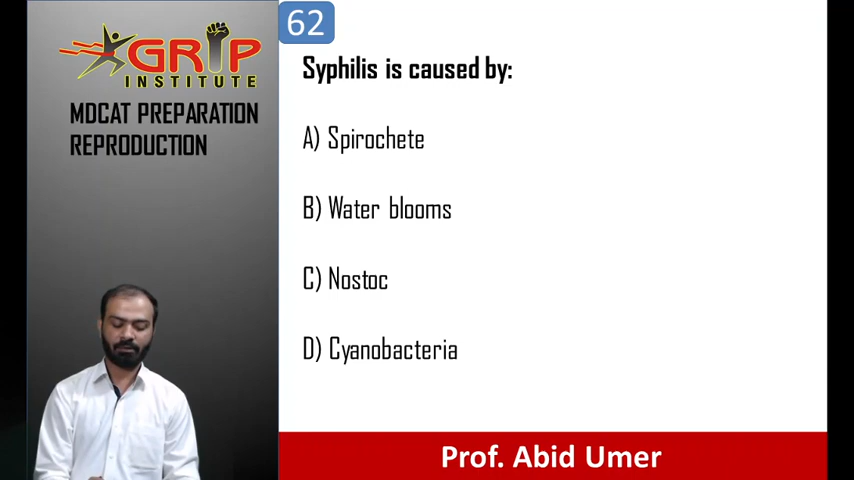 GRIP
INSTITUTE
MDCAT PREPARATION
REPRODUCTION
62
Syphilis is caused by:
A) Spirochete
B) Water blooms
C) Nostoc
D) Cyanobacteria
Prof. Abid Umer